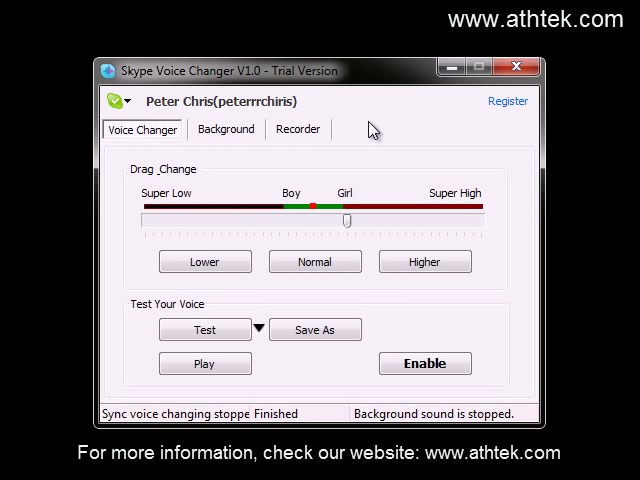 www.athtek.com
Skype Voice Changer V1.0 - Trial Version
Peter Chris(peterrrchiris)
Register
Voice Changer
Background
Recorder
Drag _Change
Super Low Boy Girl Super High
Lower Normal Higher
Test Your Voice
Test Save As
Play Enable
Sync voice changing stoppe Finished Background sound is stopped.
For more information, check our website: www.athtek.com